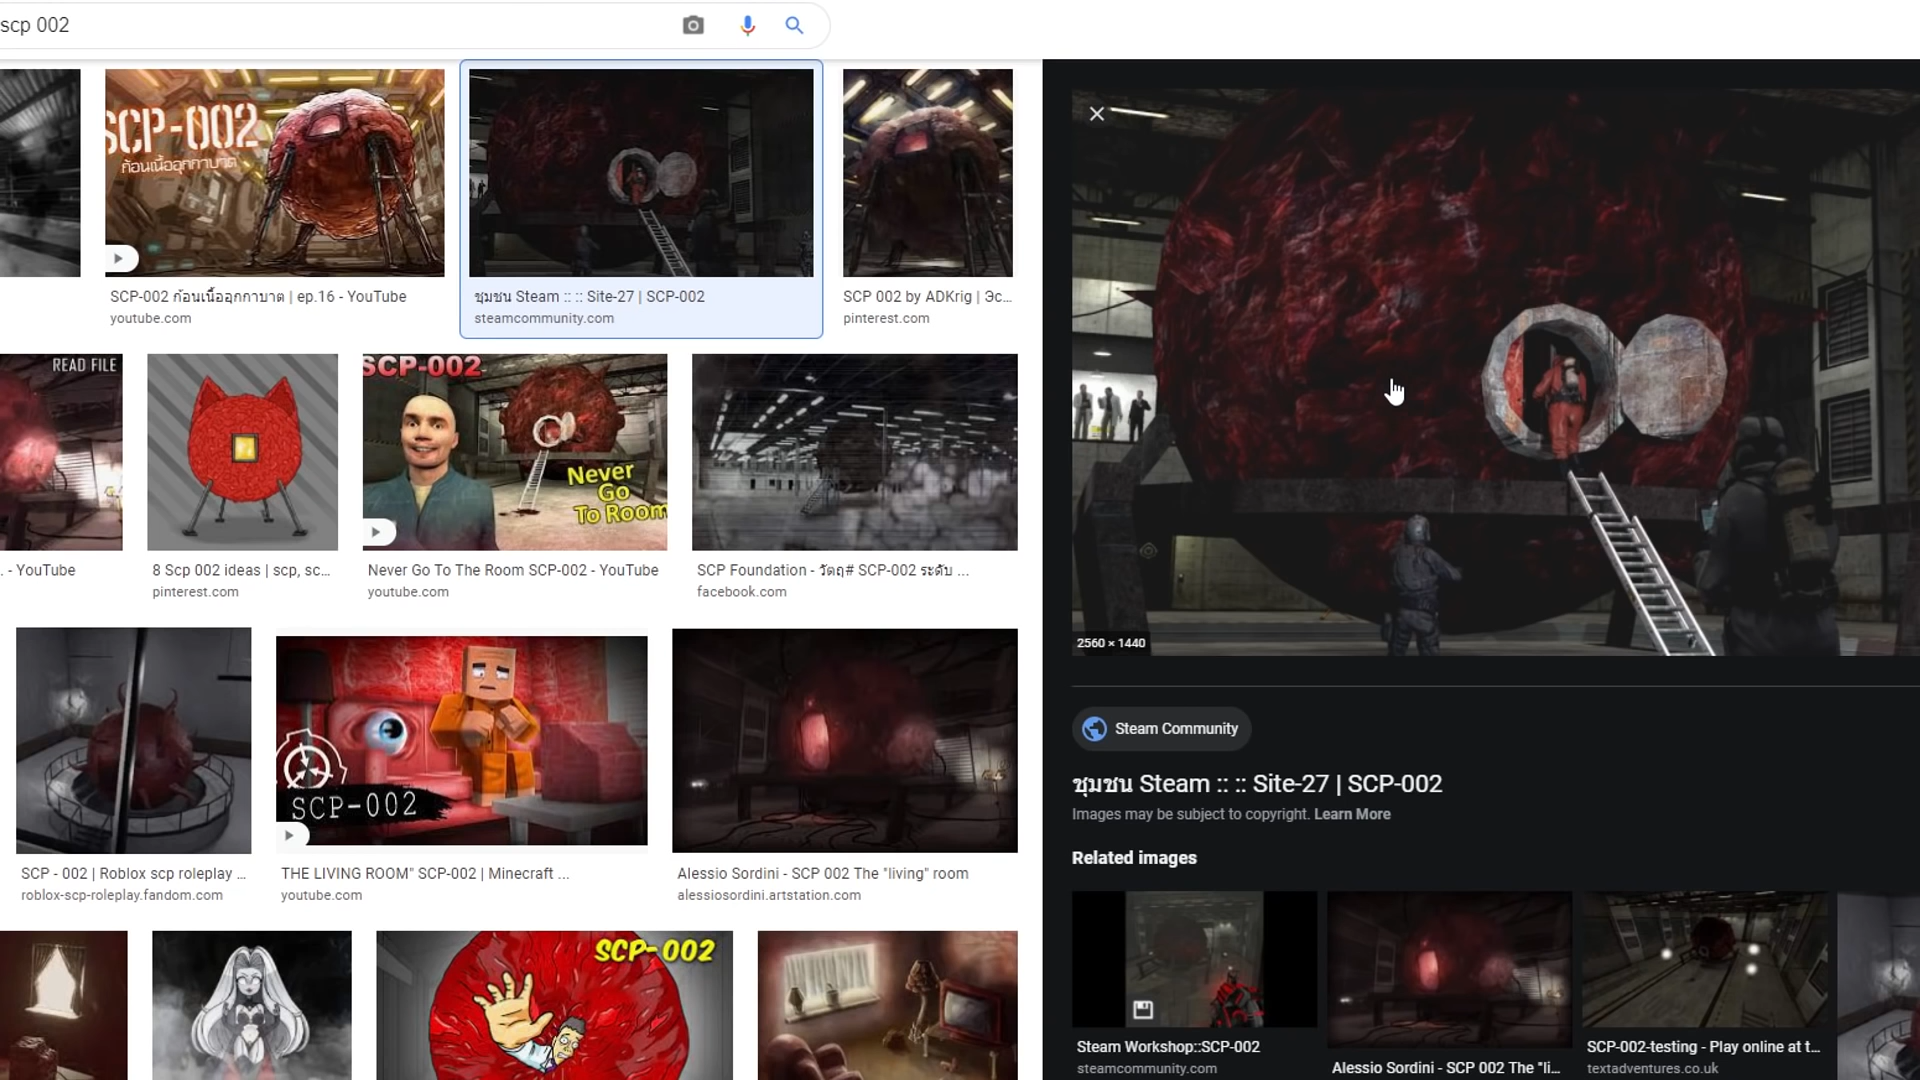 scp 002
SCP-002
ก้อนเนื้ออุกกาบาต
SCP-002 ก้อนเนื้ออุกกาบาต | ep.16 - YouTube
youtube.com
ชุมชน Steam :: :: Site-27 | SCP-002
steamcommunity.com
SCP 002 by ADKrig | Эс...
pinterest.com
READ FILE
. - YouTube
8 Scp 002 ideas | scp, sc...
pinterest.com
SCP-002
Never
Go
To Room
Never Go To The Room SCP-002 - YouTube
youtube.com
SCP Foundation - วัตถุ# SCP-002 ระดับ ...
facebook.com
SCP - 002 | Roblox scp roleplay ...
roblox-scp-roleplay.fandom.com
SCP-002
THE LIVING ROOM" SCP-002 | Minecraft ...
youtube.com
Alessio Sordini - SCP 002 The "living" room
alessiosordini.artstation.com
SCP-002
2560 × 1440
Steam Community
ชุมชน Steam :: :: Site-27 | SCP-002
Images may be subject to copyright. Learn More
Related images
Steam Workshop::SCP-002
steamcommunity.com
Alessio Sordini - SCP 002 The "li...
SCP-002-testing - Play online at t...
textadventures.co.uk